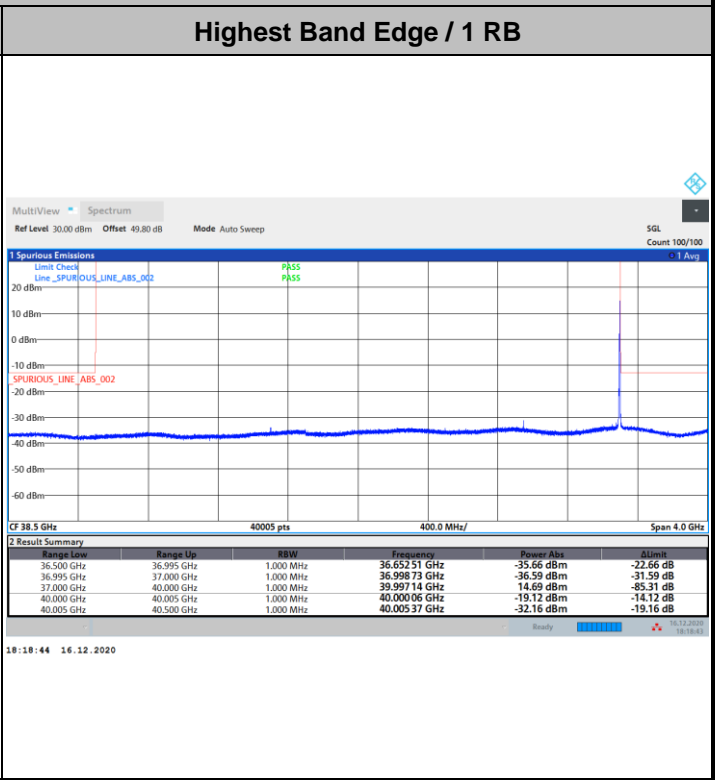 Highest Band Edge / 1 RB
MultiView Spectrum
Ref Level 30.00 dBm Offset 49.80 dB Mode Auto Sweep SGL
Count 100/100
1 Spurious Emissions 1 Avg
Limit Check PASS
Line _SPURIOUS_LINE_ABS_002 PASS
20 dBm
10 dBm
0 dBm
-10 dBm
_SPURIOUS_LINE_ABS_002
-20 dBm
-30 dBm
-40 dBm
-50 dBm
-60 dBm
CF 38.5 GHz 40005 pts 400.0 MHz/ Span 4.0 GHz
2 Result Summary
Range Low Range Up RBW Frequency Power Abs ΔLimit
36.500 GHz 36.995 GHz 1.000 MHz 36.65251 GHz -35.66 dBm -22.66 dB
36.995 GHz 37.000 GHz 1.000 MHz 36.99873 GHz -36.59 dBm -31.59 dB
37.000 GHz 40.000 GHz 1.000 MHz 39.99714 GHz 14.69 dBm -85.31 dB
40.000 GHz 40.005 GHz 1.000 MHz 40.00006 GHz -19.12 dBm -14.12 dB
40.005 GHz 40.500 GHz 1.000 MHz 40.00537 GHz -32.16 dBm -19.16 dB
Ready 16.12.2020
18:18:43
18:18:44 16.12.2020